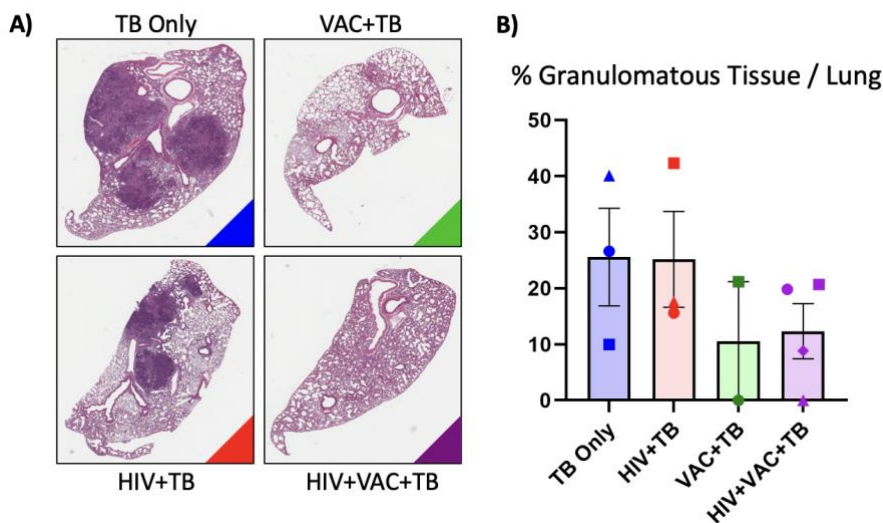 A)
TB Only
VAC+TB
HIV+TB
HIV+VAC+TB
B)
% Granulomatous Tissue / Lung
50
40
30
20
10
0
TB Only
HIV+TB
VAC+TB
HIV+VAC+TB